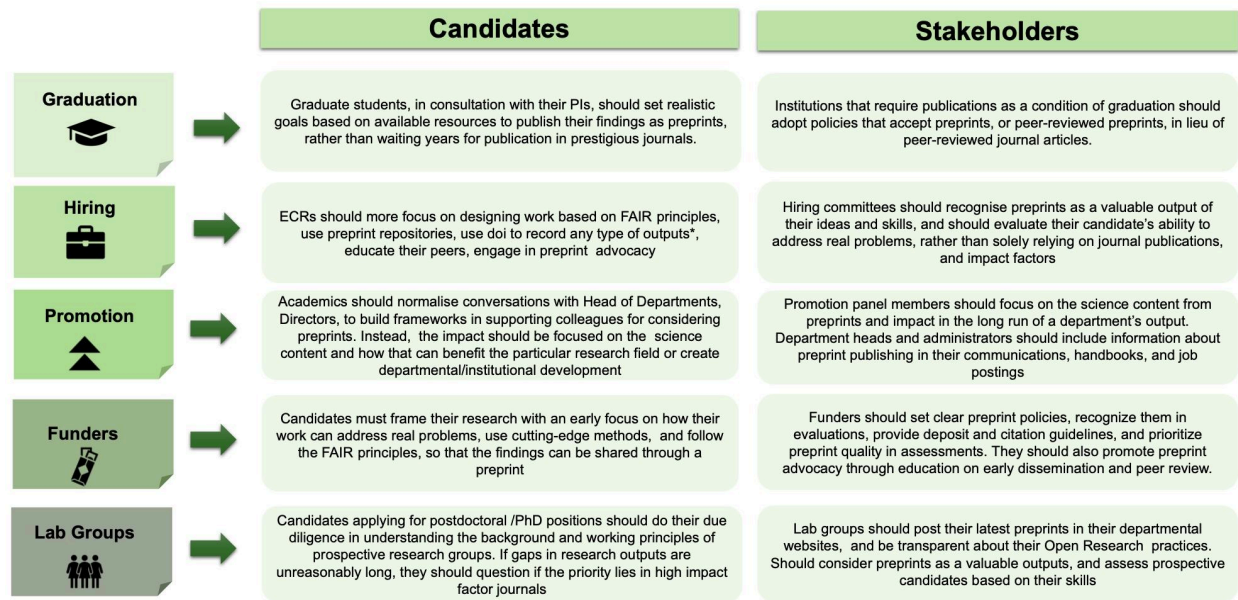 Candidates
Stakeholders
Graduation
Graduate students, in consultation with their PIs, should set realistic
goals based on available resources to publish their findings as preprints,
rather than waiting years for publication in prestigious journals.
Institutions that require publications as a condition of graduation should
adopt policies that accept preprints, or peer-reviewed preprints, in lieu of
peer-reviewed journal articles.
Hiring
ECRs should more focus on designing work based on FAIR principles,
use preprint repositories, use doi to record any type of outputs*,
educate their peers, engage in preprint advocacy
Hiring committees should recognise preprints as a valuable output of
their ideas and skills, and should evaluate their candidate's ability to
address real problems, rather than solely relying on journal publications,
and impact factors
Promotion
Academics should normalise conversations with Head of Departments,
Directors, to build frameworks in supporting colleagues for considering
preprints. Instead, the impact should be focused on the science
content and how that can benefit the particular research field or create
departmental/institutional development
Promotion panel members should focus on the science content from
preprints and impact in the long run of a department's output.
Department heads and administrators should include information about
preprint publishing in their communications, handbooks, and job
postings
Funders
Candidates must frame their research with an early focus on how their
work can address real problems, use cutting-edge methods, and follow
the FAIR principles, so that the findings can be shared through a
preprint
Funders should set clear preprint policies, recognize them in
evaluations, provide deposit and citation guidelines, and prioritize
preprint quality in assessments. They should also promote preprint
advocacy through education on early dissemination and peer review.
Lab Groups
Candidates applying for postdoctoral /PhD positions should do their due
diligence in understanding the background and working principles of
prospective research groups. If gaps in research outputs are
unreasonably long, they should question if the priority lies in high impact
factor journals
Lab groups should post their latest preprints in their departmental
websites, and be transparent about their Open Research practices.
Should consider preprints as a valuable outputs, and assess prospective
candidates based on their skills